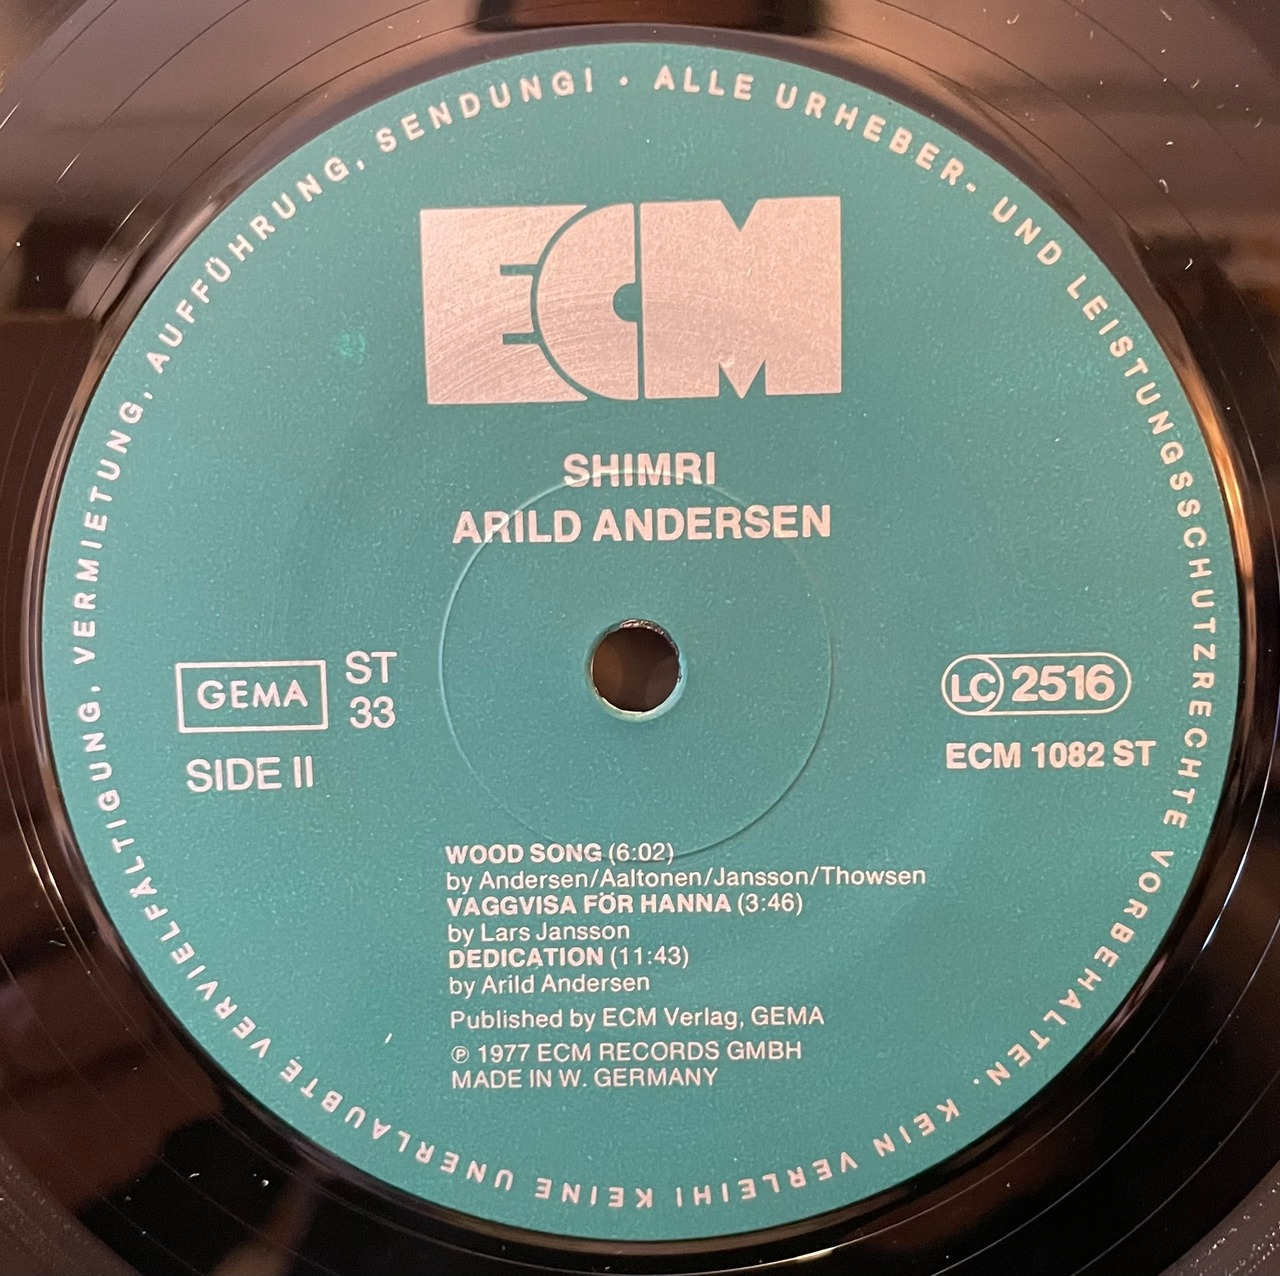 ALLE URHEBER- UND LEISTUNGSSCHUTZRECHTE VORBEHALTEN. KEIN VERLEIH! KEINE UNERLAUBTE VERVIELFÄLTIGUNG, VERMIETUNG, AUFFÜHRUNG, SENDUNG! •
ECM
SHIMRI
ARILD ANDERSEN
GEMA
ST
33
SIDE II
LC 2516
ECM 1082 ST
WOOD SONG (6:02)
by Andersen/Aaltonen/Jansson/Thowsen
VAGGVISA FÖR HANNA (3:46)
by Lars Jansson
DEDICATION (11:43)
by Arild Andersen
Published by ECM Verlag, GEMA
℗ 1977 ECM RECORDS GMBH
MADE IN W. GERMANY